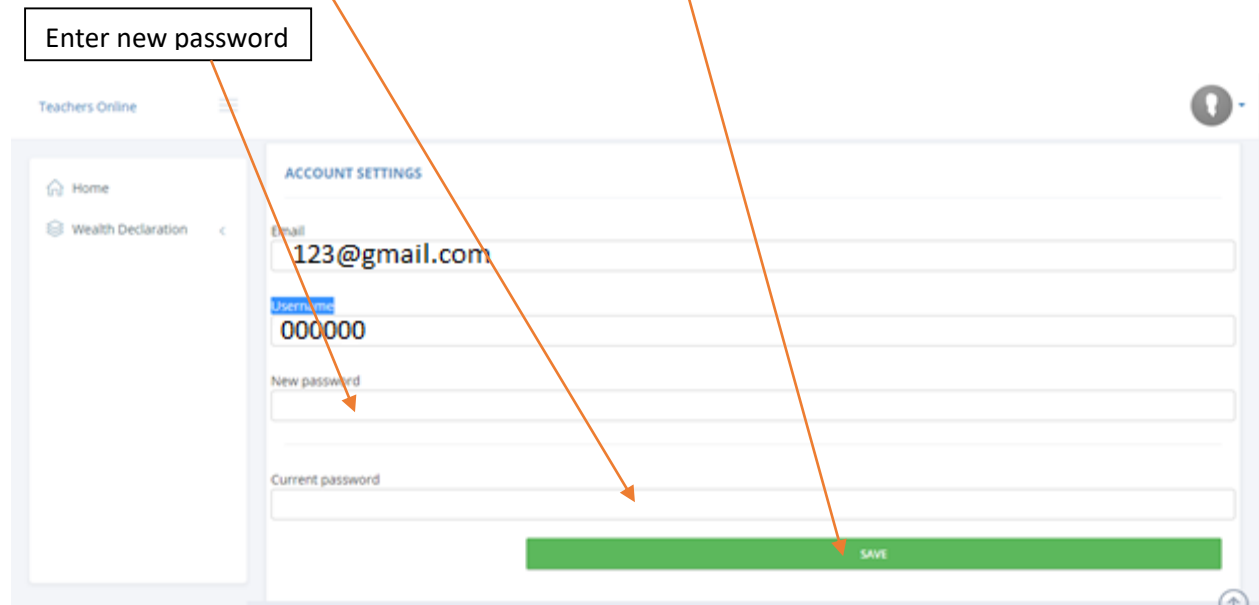 Enter new password
Teachers Online
ACCOUNT SETTINGS
Home
Wealth Declaration
Email
123@gmail.com
Username
000000
New password
Current password
SAVE